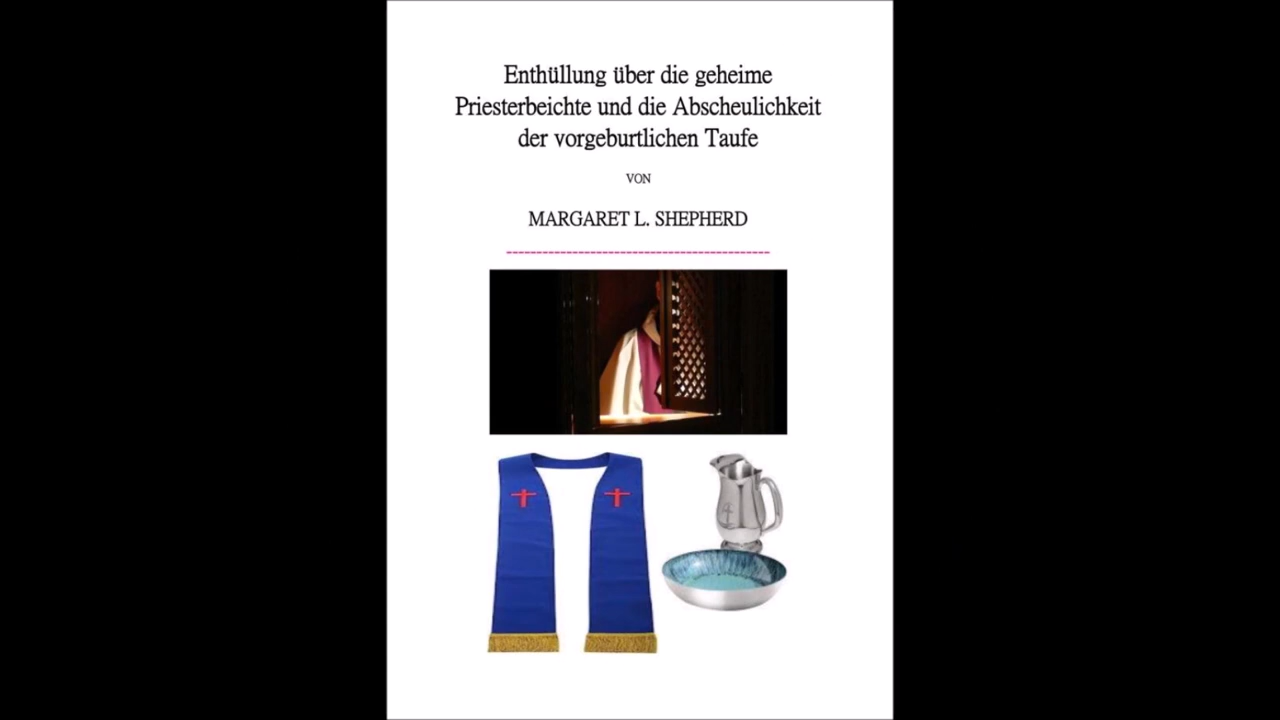 Enthüllung über die geheime
Priesterbeichte und die Abscheulichkeit
der vorgeburtlichen Taufe
VON
MARGARET L. SHEPHERD
--------------------------------------------